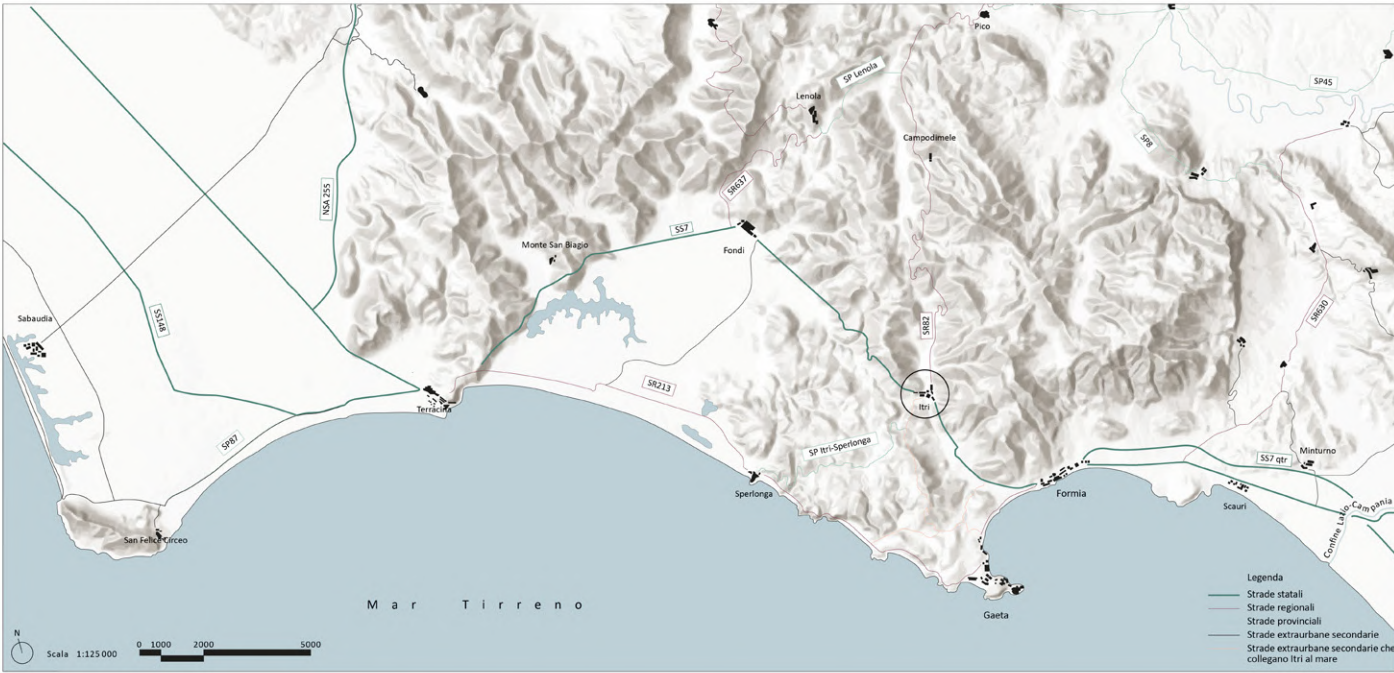 Pico
SP Lenola
SP45
Lenola
Campodimele
SP8
SR637
NSA 255
SS7
Monte San Biagio
Fondi
Sabaudia
SS148
SR82
SR630
SR213
Itri
Terracina
SP87
SP Itri-Sperlonga
Minturno
SS7 qtr
Sperlonga
Formia
Scauri
Confine Lazio-Campania
San Felice Circeo
Gaeta
Mar Tirreno
Legenda
Strade statali
Strade regionali
Strade provinciali
Strade extraurbane secondarie
Strade extraurbane secondarie che
collegano Itri al mare
N
Scala 1:125 000
0 1000 2000 5000